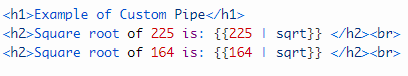 <h1>Example of Custom Pipe</h1>
<h2>Square root of 225 is: {{225 | sqrt}} </h2><br>
<h2>Square root of 164 is: {{164 | sqrt}} </h2><br>